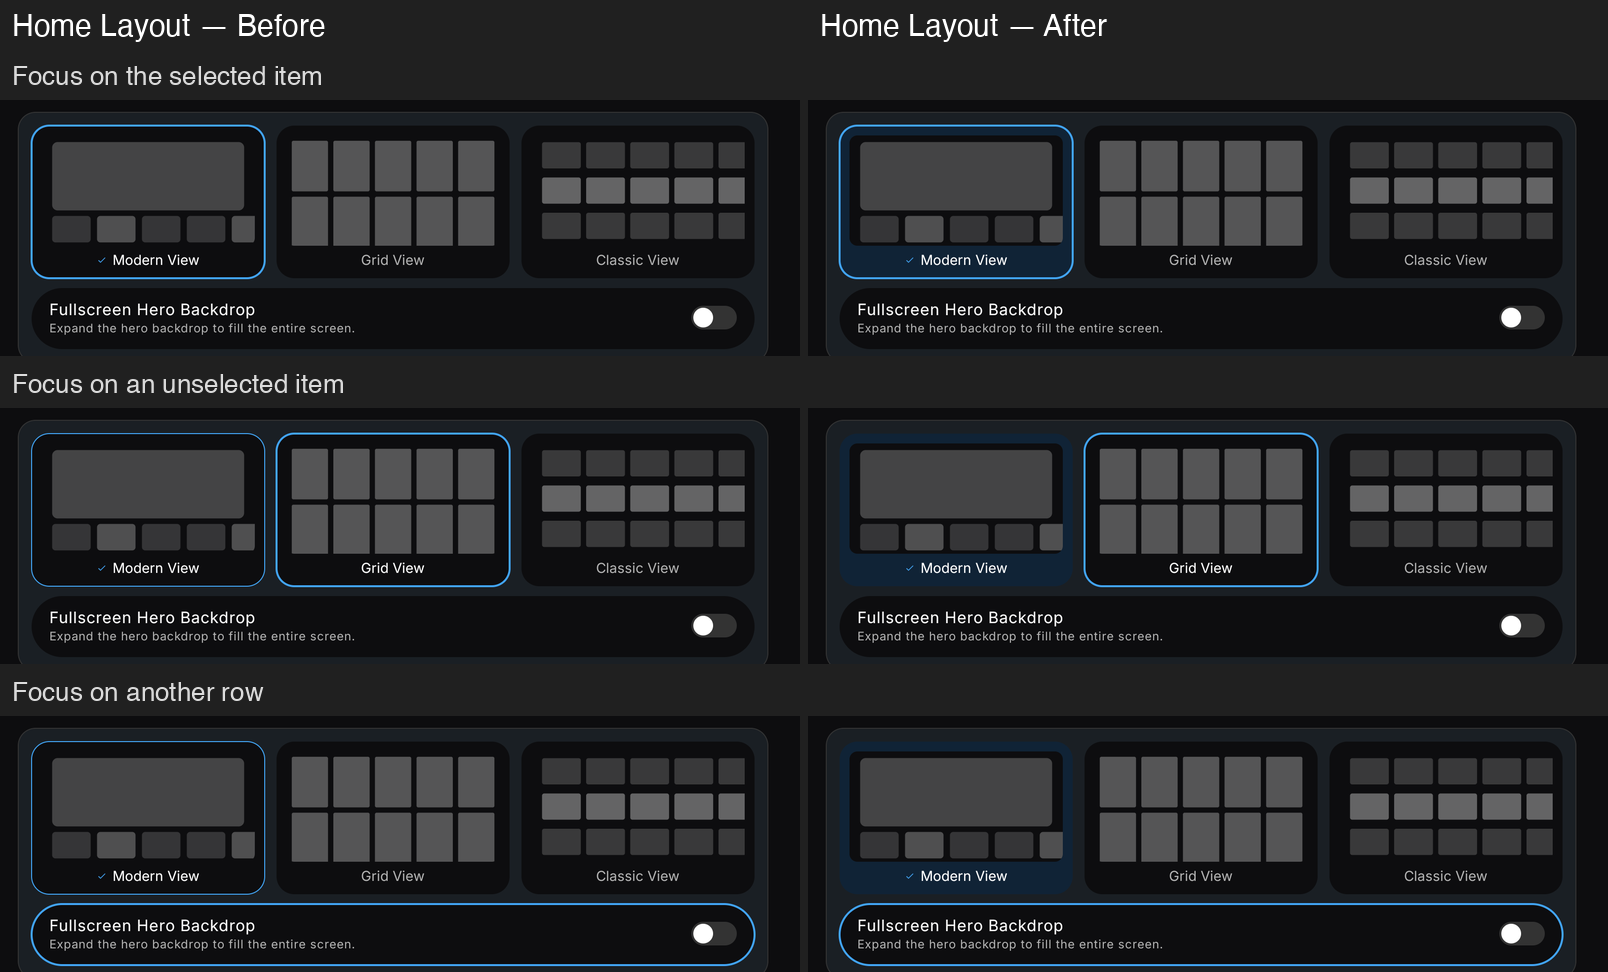 Home Layout — Before
Home Layout — After
Focus on the selected item
✓ Modern View
Grid View
Classic View
Fullscreen Hero Backdrop
Expand the hero backdrop to fill the entire screen.
✓ Modern View
Grid View
Classic View
Fullscreen Hero Backdrop
Expand the hero backdrop to fill the entire screen.
Focus on an unselected item
✓ Modern View
Grid View
Classic View
Fullscreen Hero Backdrop
Expand the hero backdrop to fill the entire screen.
✓ Modern View
Grid View
Classic View
Fullscreen Hero Backdrop
Expand the hero backdrop to fill the entire screen.
Focus on another row
✓ Modern View
Grid View
Classic View
Fullscreen Hero Backdrop
Expand the hero backdrop to fill the entire screen.
✓ Modern View
Grid View
Classic View
Fullscreen Hero Backdrop
Expand the hero backdrop to fill the entire screen.